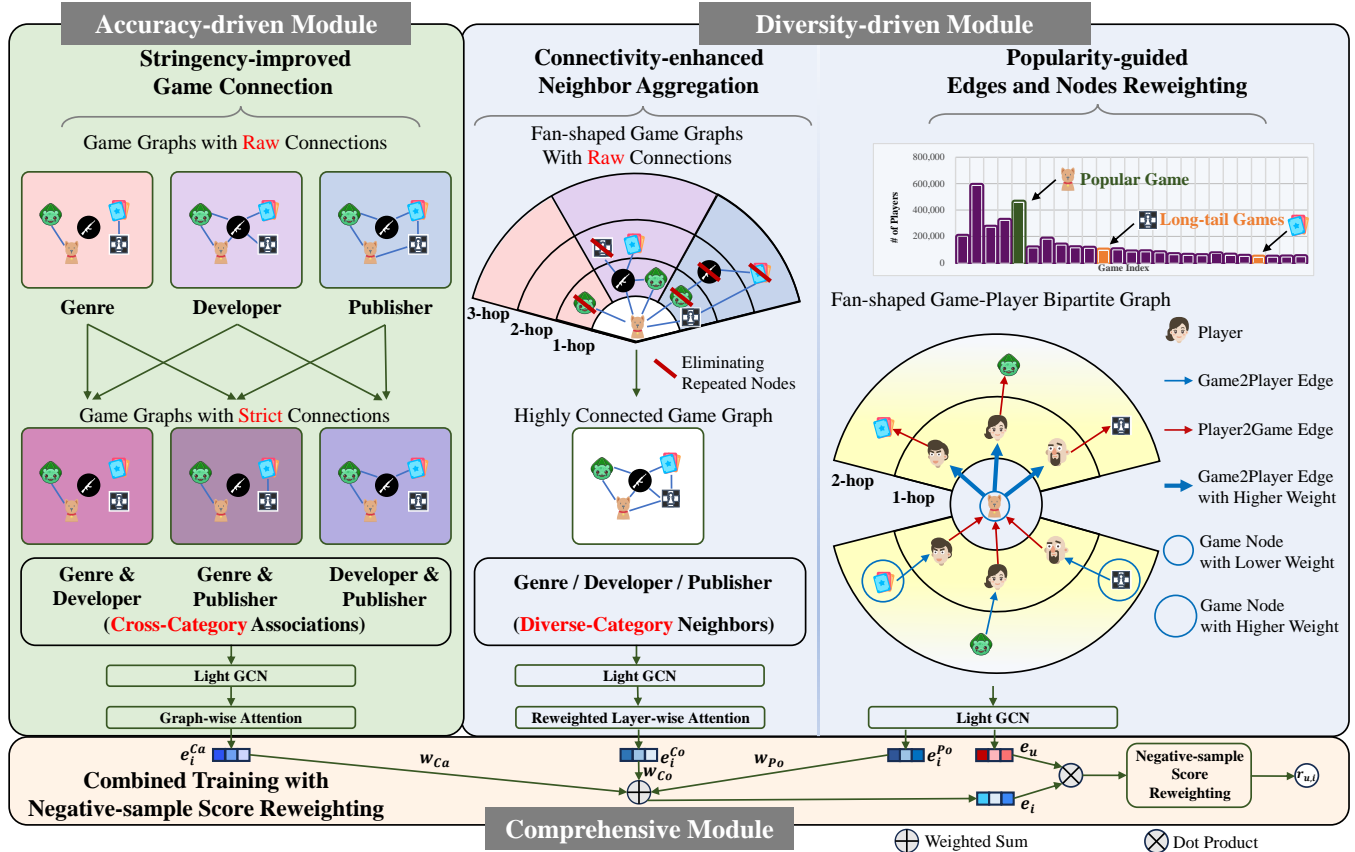 Accuracy-driven Module
Diversity-driven Module
Stringency-improved
Game Connection
Game Graphs with Raw Connections
Genre
Developer
Publisher
Game Graphs with Strict Connections
Genre &
Developer
Genre &
Publisher
Developer &
Publisher
(Cross-Category Associations)
Light GCN
Graph-wise Attention
Connectivity-enhanced
Neighbor Aggregation
Fan-shaped Game Graphs
With Raw Connections
3-hop
2-hop
1-hop
Eliminating
Repeated Nodes
Highly Connected Game Graph
Genre / Developer / Publisher
(Diverse-Category Neighbors)
Light GCN
Reweighted Layer-wise Attention
Popularity-guided
Edges and Nodes Reweighting
# of Players
800,000
600,000
400,000
200,000
0
Popular Game
Long-tail Games
Game Index
Fan-shaped Game-Player Bipartite Graph
2-hop
1-hop
Player
Game2Player Edge
Player2Game Edge
Game2Player Edge
with Higher Weight
Game Node
with Lower Weight
Game Node
with Higher Weight
Light GCN
e_i^{Ca}
w_{Ca}
e_i^{Co}
w_{Co}
w_{Po}
e_i^{Po}
e_u
e_i
Combined Training with
Negative-sample Score Reweighting
Negative-sample
Score
Reweighting
r_{u,i}
Comprehensive Module
Weighted Sum
Dot Product